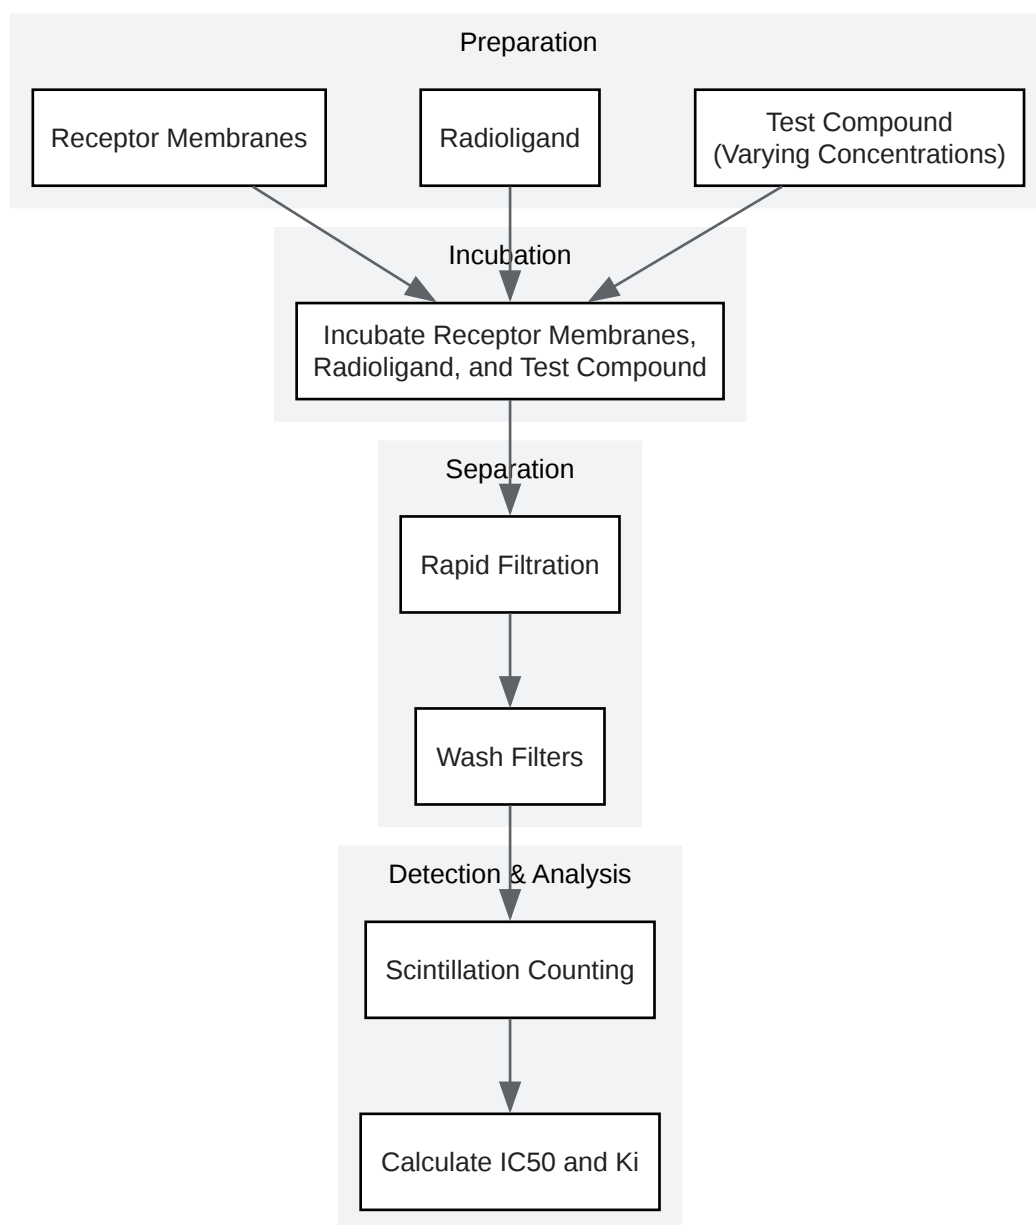 Preparation
Receptor Membranes
Radioligand
Test Compound
(Varying Concentrations)
Incubation
Incubate Receptor Membranes,
Radioligand, and Test Compound
Separation
Rapid Filtration
Wash Filters
Detection & Analysis
Scintillation Counting
Calculate IC50 and Ki